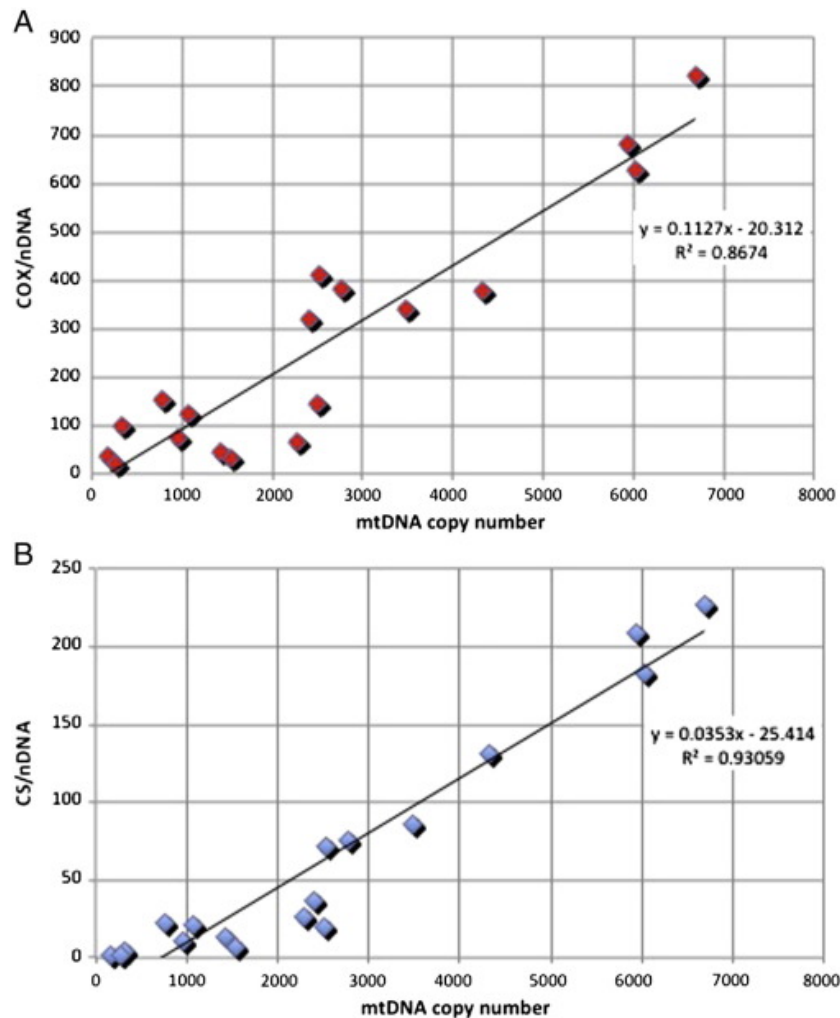 A
900
800
700
600
500
400
300
200
100
0
COX/nDNA
y = 0.1127x - 20.312
R² = 0.8674
0 1000 2000 3000 4000 5000 6000 7000 8000
mtDNA copy number
B
250
200
150
100
50
0
CS/nDNA
y = 0.0353x - 25.414
R² = 0.93059
0 1000 2000 3000 4000 5000 6000 7000 8000
mtDNA copy number